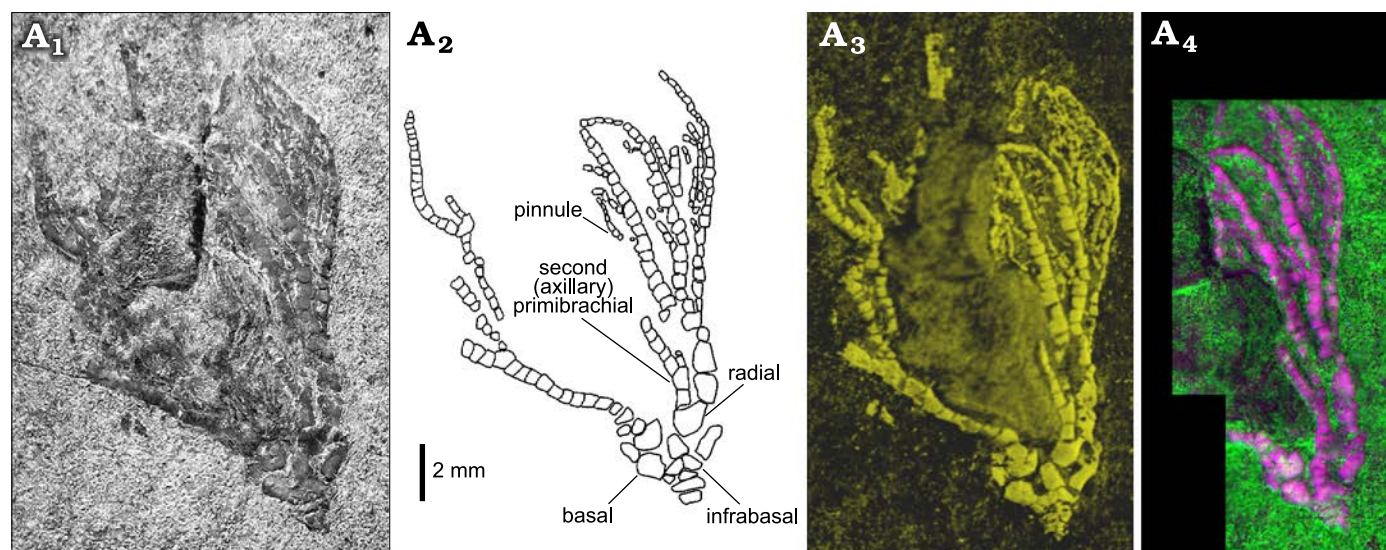 A1
A2
A3
A4
pinnule
second
(axillary)
primibrachial
radial
2 mm
basal
infrabasal